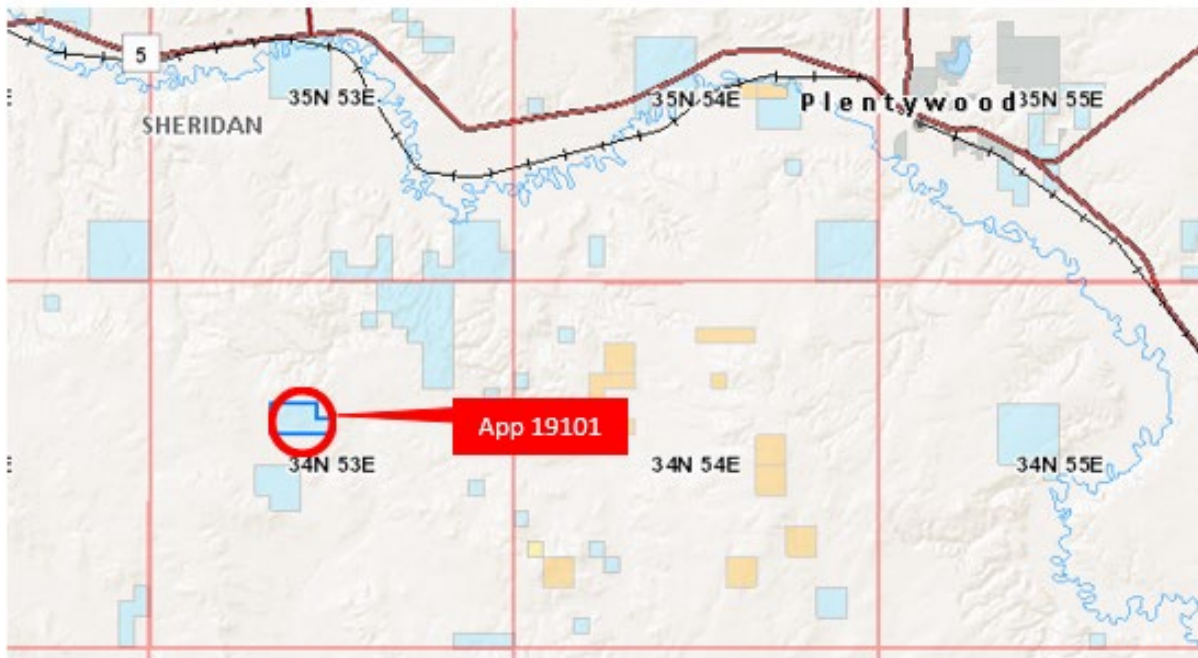 5
35N 53E
35N 54E
Plentywood
35N 55E
SHERIDAN
App 19101
34N 53E
34N 54E
34N 55E
E
E